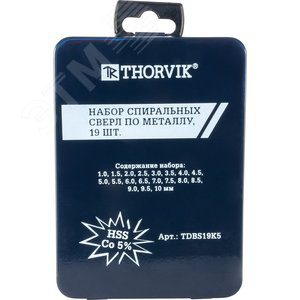 THORVIK®
НАБОР СПИРАЛЬНЫХ
СВЕРЛ ПО МЕТАЛЛУ,
19 ШТ.
Содержание набора:
1.0, 1.5, 2.0, 2.5, 3.0, 3.5, 4.0, 4.5,
5.0, 5.5, 6.0, 6.5, 7.0, 7.5, 8.0, 8.5,
9.0, 9.5, 10 мм
HSS
Co 5%
Арт.: TDBS19K5